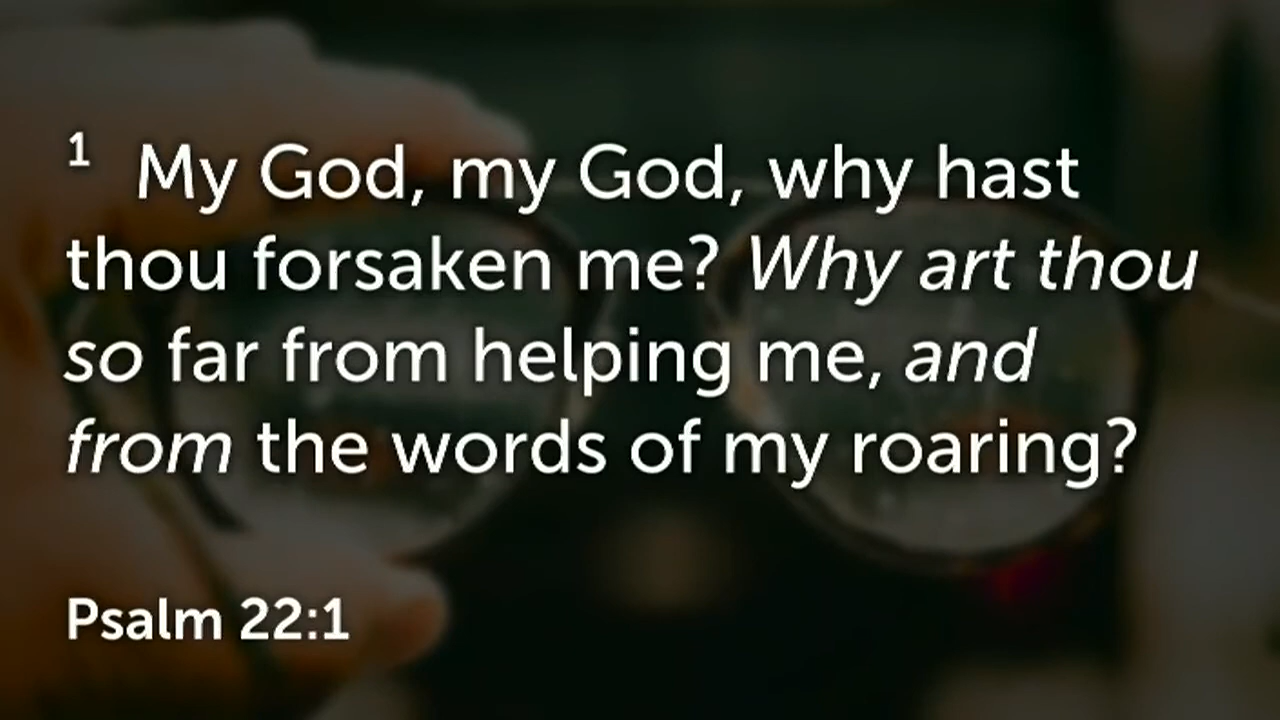 1 My God, my God, why hast
thou forsaken me? Why art thou
so far from helping me, and
from the words of my roaring?
Psalm 22:1